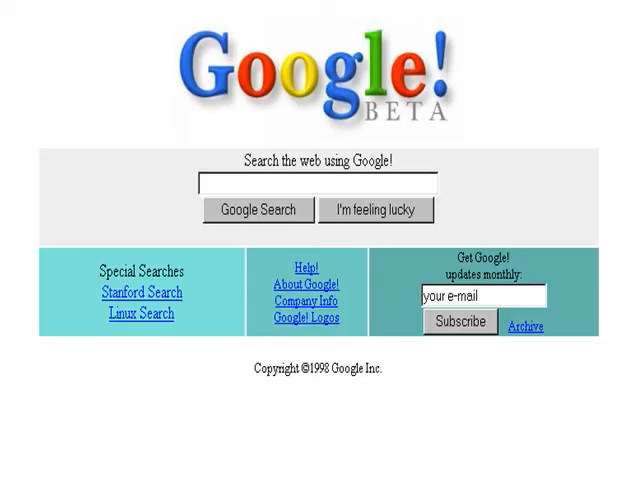 Google!
BETA
Search the web using Google!
Google Search
I'm feeling lucky
Special Searches
Stanford Search
Linux Search
Help!
About Google!
Company Info
Google! Logos
Get Google!
updates monthly:
your e-mail
Subscribe
Archive
Copyright ©1998 Google Inc.